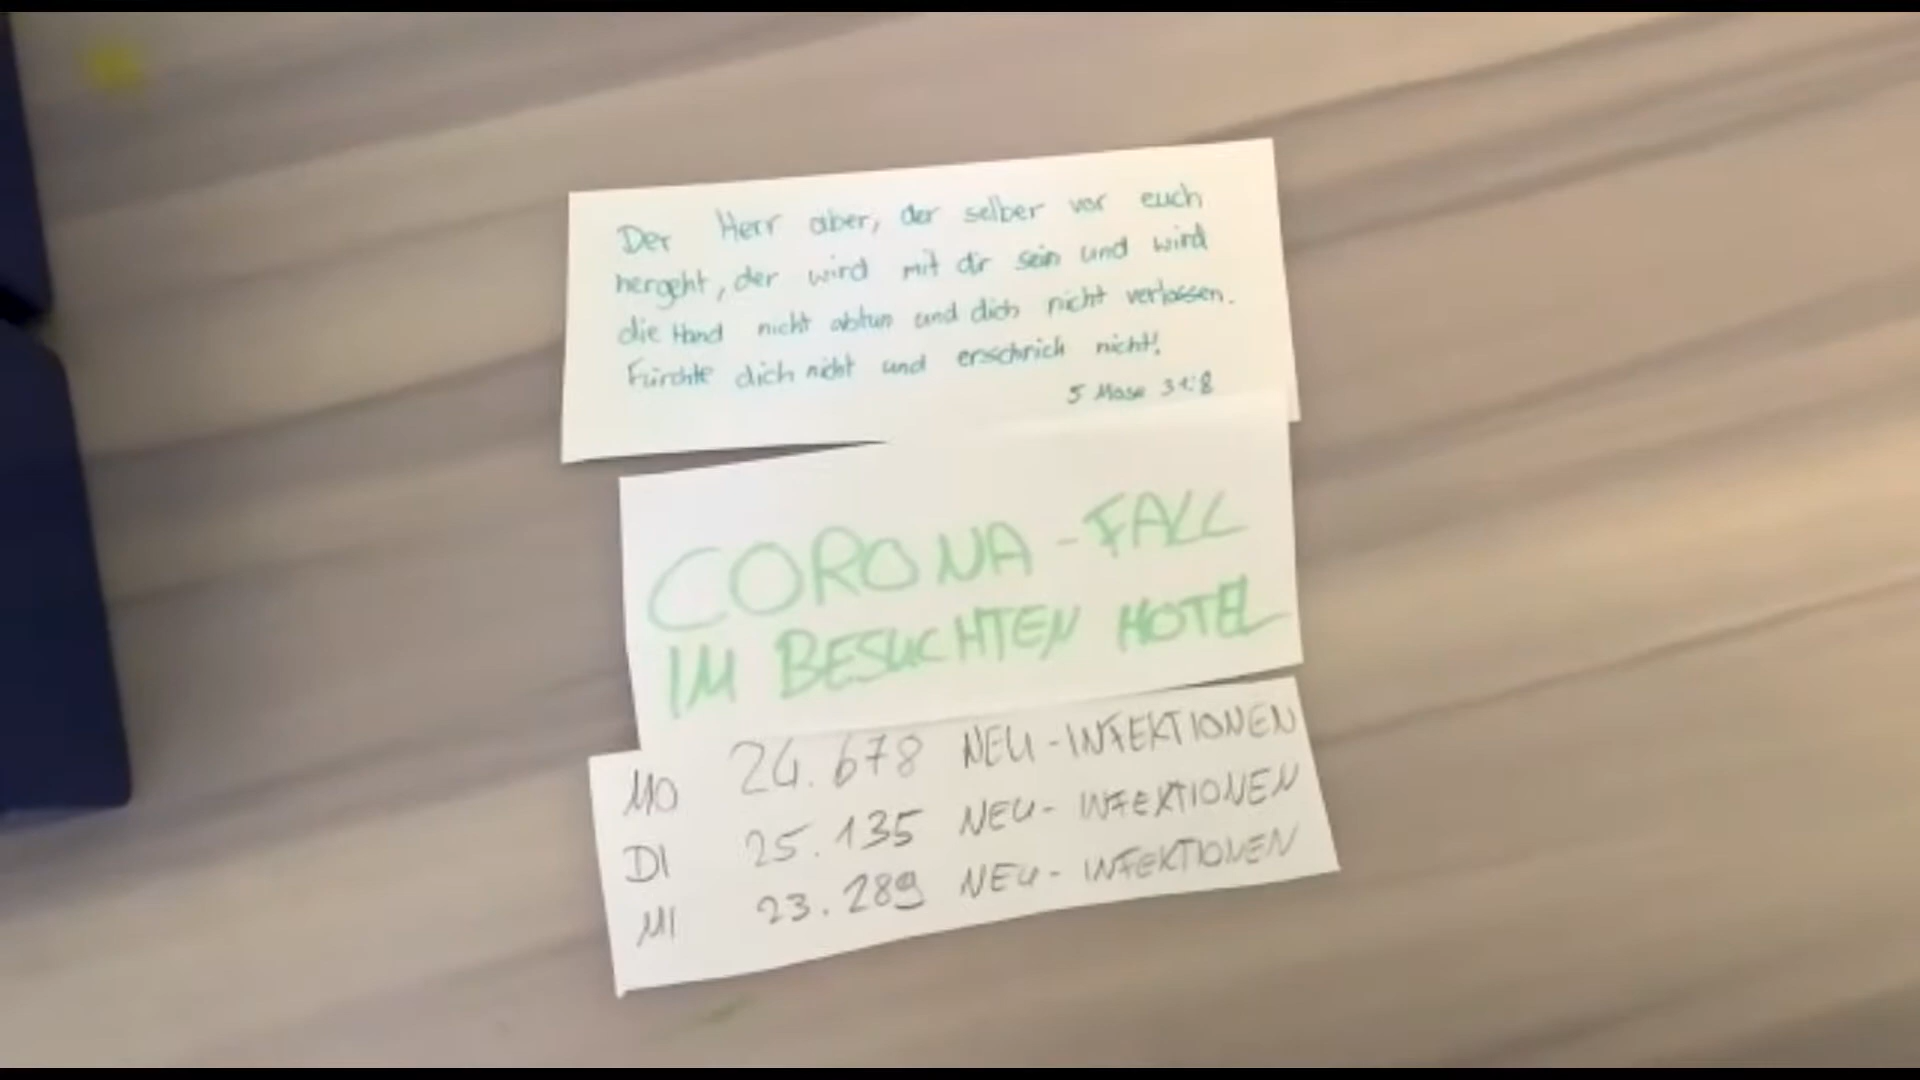 Der Herr aber, der selber vor euch
hergeht, der wird mit dir sein und wird
die Hand nicht abtun und dich nicht verlassen.
Fürchte dich nicht und erschrick nicht!
5 Mose 31:8
CORONA-FALL
IM BESUCHTEN HOTEL
MO 24.678 NEU-INFEKTIONEN
DI 25.135 NEU-INFEKTIONEN
MI 23.289 NEU-INFEKTIONEN